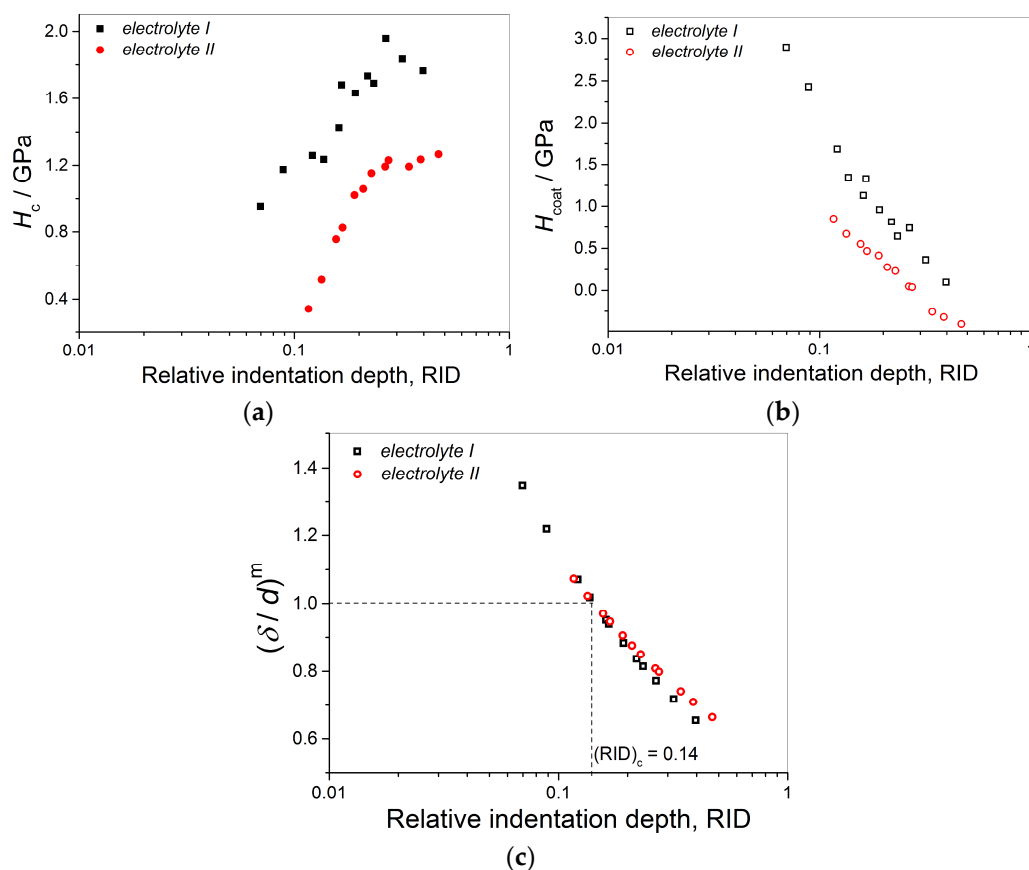 electrolyte I
electrolyte II
2.0
1.6
1.2
0.8
0.4
H_c / GPa
0.01
0.1
1
Relative indentation depth, RID
(a)
electrolyte I
electrolyte II
3.0
2.5
2.0
1.5
1.0
0.5
0.0
H_coat / GPa
0.01
0.1
1
Relative indentation depth, RID
(b)
electrolyte I
electrolyte II
1.4
1.2
1.0
0.8
0.6
(δ / d)^m
(RID)_c = 0.14
0.01
0.1
1
Relative indentation depth, RID
(c)